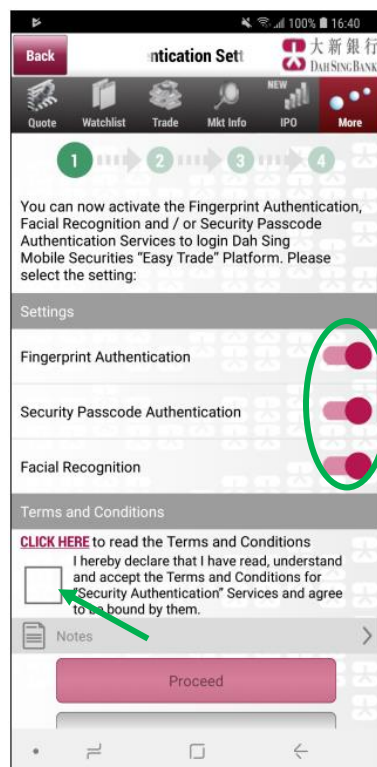 100% 16:40
Back
ntication Sett
大新銀行
DAH SING BANK
NEW
Quote Watchlist Trade Mkt Info IPO More
1 2 3 4
You can now activate the Fingerprint Authentication,
Facial Recognition and / or Security Passcode
Authentication Services to login Dah Sing
Mobile Securities "Easy Trade" Platform. Please
select the setting:
Settings
Fingerprint Authentication
Security Passcode Authentication
Facial Recognition
Terms and Conditions
CLICK HERE to read the Terms and Conditions
I hereby declare that I have read, understand
and accept the Terms and Conditions for
"Security Authentication" Services and agree
to be bound by them.
Notes
Proceed